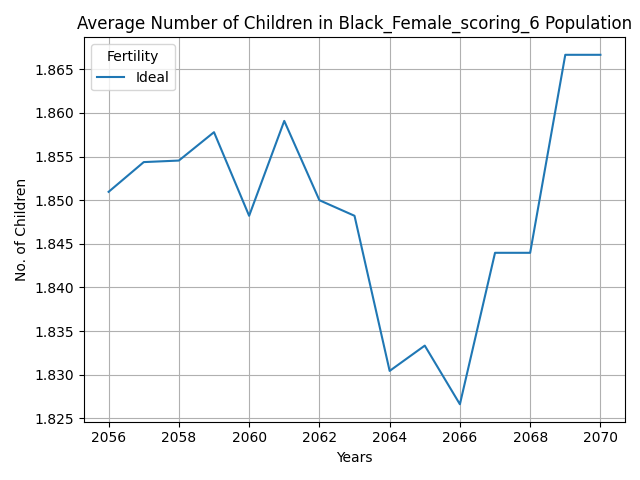 Average Number of Children in Black_Female_scoring_6 Population
Fertility
Ideal
1.865
1.860
1.855
1.850
1.845
1.840
1.835
1.830
1.825
No. of Children
2056 2058 2060 2062 2064 2066 2068 2070
Years